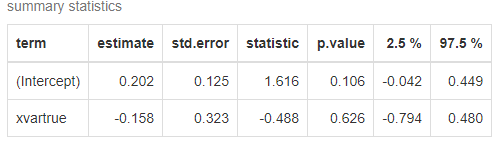 summary statistics
term estimate std.error statistic p.value 2.5 % 97.5 %
(Intercept) 0.202 0.125 1.616 0.106 -0.042 0.449
xvartrue -0.158 0.323 -0.488 0.626 -0.794 0.480